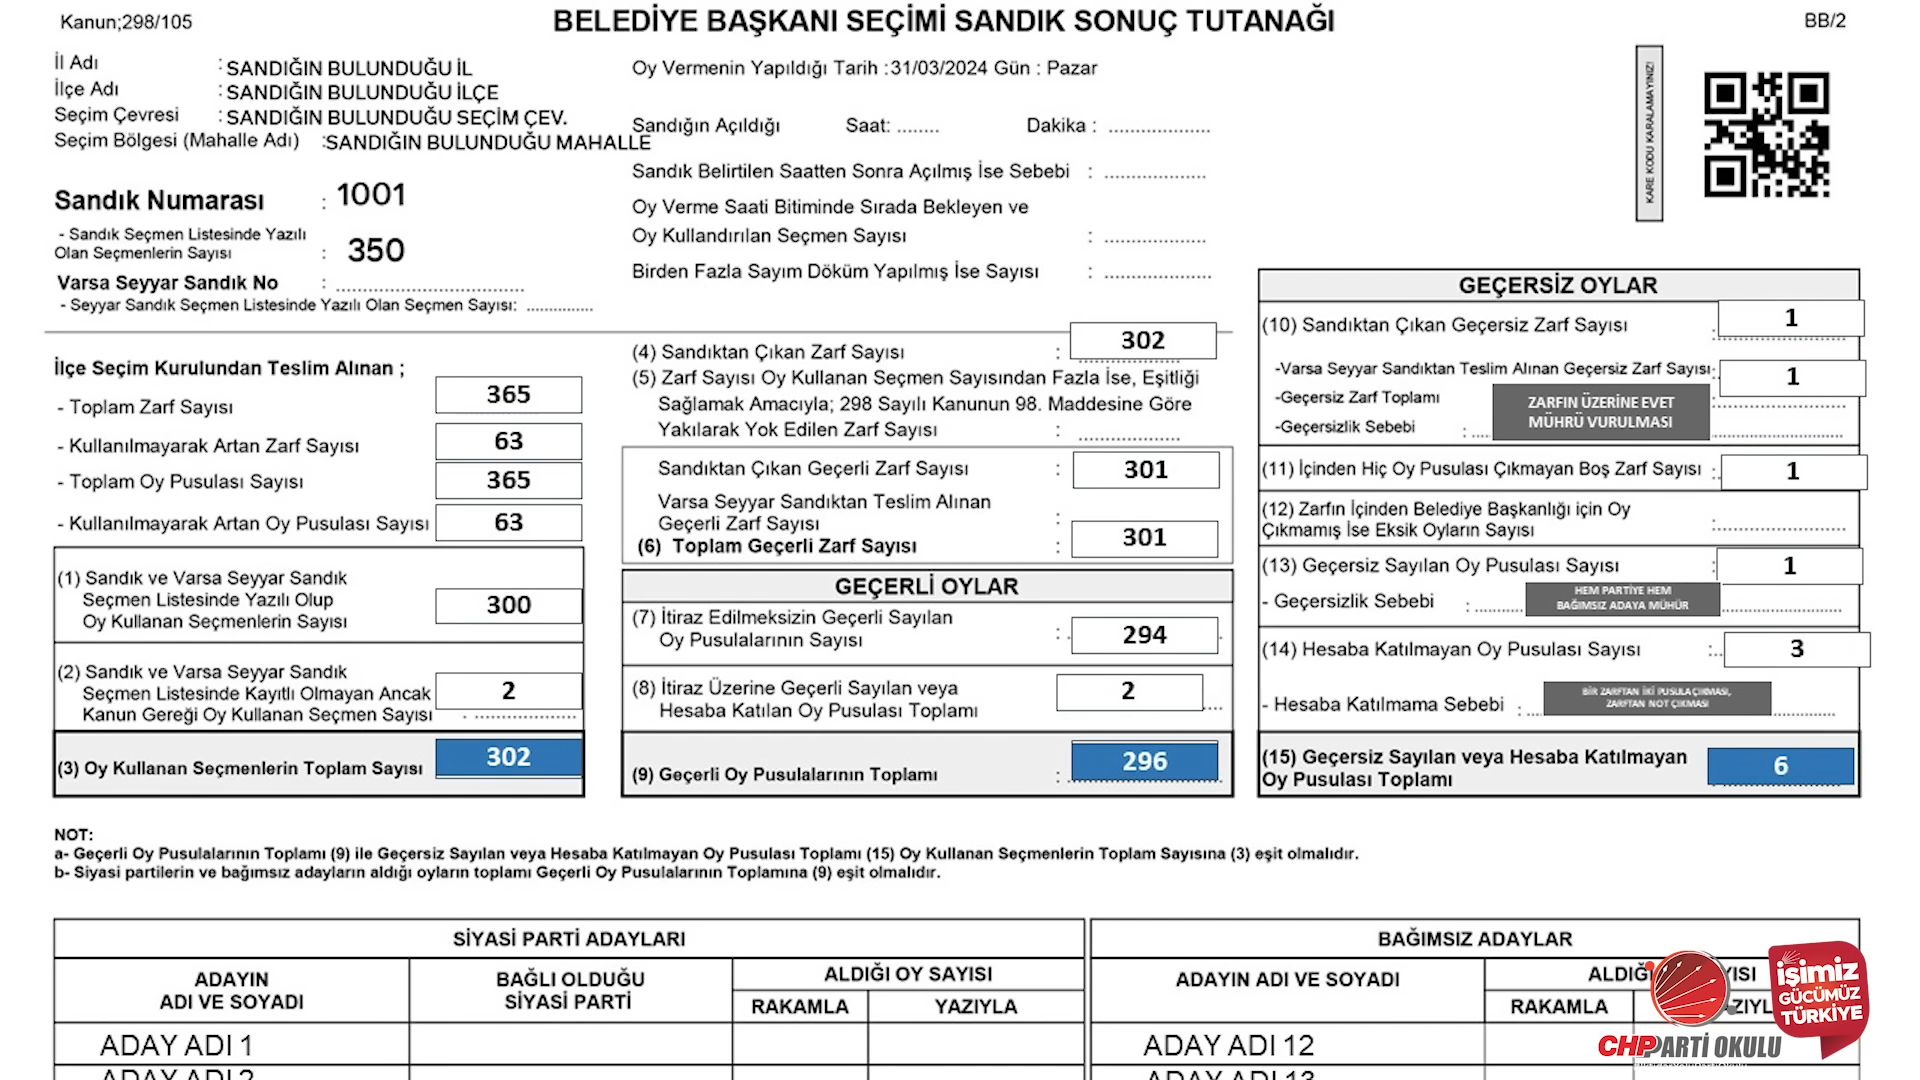 Kanun;298/105
BELEDİYE BAŞKANI SEÇİMİ SANDIK SONUÇ TUTANAĞI
BB/2
İl Adı : SANDIĞIN BULUNDUĞU İL
İlçe Adı : SANDIĞIN BULUNDUĞU İLÇE
Seçim Çevresi : SANDIĞIN BULUNDUĞU SEÇİM ÇEV.
Seçim Bölgesi (Mahalle Adı) :SANDIĞIN BULUNDUĞU MAHALLE
Sandık Numarası : 1001
- Sandık Seçmen Listesinde Yazılı
Olan Seçmenlerin Sayısı : 350
Varsa Seyyar Sandık No : ................................
- Seyyar Sandık Seçmen Listesinde Yazılı Olan Seçmen Sayısı: ...............
Oy Vermenin Yapıldığı Tarih :31/03/2024 Gün : Pazar
Sandığın Açıldığı Saat: ........ Dakika : ....................
Sandık Belirtilen Saatten Sonra Açılmış İse Sebebi : ....................
Oy Verme Saati Bitiminde Sırada Bekleyen ve
Oy Kullandırılan Seçmen Sayısı : ....................
Birden Fazla Sayım Döküm Yapılmış İse Sayısı : .....................
KARE KODU KARALAMAYINIZ!
İlçe Seçim Kurulundan Teslim Alınan ;
- Toplam Zarf Sayısı 365
- Kullanılmayarak Artan Zarf Sayısı 63
- Toplam Oy Pusulası Sayısı 365
- Kullanılmayarak Artan Oy Pusulası Sayısı 63
(1) Sandık ve Varsa Seyyar Sandık
Seçmen Listesinde Yazılı Olup
Oy Kullanan Seçmenlerin Sayısı 300
(2) Sandık ve Varsa Seyyar Sandık
Seçmen Listesinde Kayıtlı Olmayan Ancak
Kanun Gereği Oy Kullanan Seçmen Sayısı 2
(3) Oy Kullanan Seçmenlerin Toplam Sayısı 302
(4) Sandıktan Çıkan Zarf Sayısı : 302
(5) Zarf Sayısı Oy Kullanan Seçmen Sayısından Fazla İse, Eşitliği
Sağlamak Amacıyla; 298 Sayılı Kanunun 98. Maddesine Göre
Yakılarak Yok Edilen Zarf Sayısı : ....................
Sandıktan Çıkan Geçerli Zarf Sayısı : 301
Varsa Seyyar Sandıktan Teslim Alınan
Geçerli Zarf Sayısı :
(6) Toplam Geçerli Zarf Sayısı : 301
GEÇERLİ OYLAR
(7) İtiraz Edilmeksizin Geçerli Sayılan
Oy Pusulalarının Sayısı : 294
(8) İtiraz Üzerine Geçerli Sayılan veya
Hesaba Katılan Oy Pusulası Toplamı 2
(9) Geçerli Oy Pusulalarının Toplamı : 296
GEÇERSİZ OYLAR
(10) Sandıktan Çıkan Geçersiz Zarf Sayısı : 1
-Varsa Seyyar Sandıktan Teslim Alınan Geçersiz Zarf Sayısı: 1
-Geçersiz Zarf Toplamı
-Geçersizlik Sebebi :
ZARFIN ÜZERİNE EVET
MÜHRÜ VURULMASI
(11) İçinden Hiç Oy Pusulası Çıkmayan Boş Zarf Sayısı : 1
(12) Zarfın İçinden Belediye Başkanlığı için Oy
Çıkmamış İse Eksik Oyların Sayısı :....................
(13) Geçersiz Sayılan Oy Pusulası Sayısı : 1
- Geçersizlik Sebebi :
HEM PARTİYE HEM
BAĞIMSIZ ADAYA MÜHÜR
(14) Hesaba Katılmayan Oy Pusulası Sayısı :.. 3
- Hesaba Katılmama Sebebi :
BİR ZARFTAN İKİ PUSULA ÇIKMASI,
ZARFTAN NOT ÇIKMASI
(15) Geçersiz Sayılan veya Hesaba Katılmayan
Oy Pusulası Toplamı 6
NOT:
a- Geçerli Oy Pusulalarının Toplamı (9) ile Geçersiz Sayılan veya Hesaba Katılmayan Oy Pusulası Toplamı (15) Oy Kullanan Seçmenlerin Toplam Sayısına (3) eşit olmalıdır.
b- Siyasi partilerin ve bağımsız adayların aldığı oyların toplamı Geçerli Oy Pusulalarının Toplamına (9) eşit olmalıdır.
SİYASİ PARTİ ADAYLARI
ADAYIN
ADI VE SOYADI
BAĞLI OLDUĞU
SİYASİ PARTİ
ALDIĞI OY SAYISI
RAKAMLA YAZIYLA
ADAY ADI 1
ADAY ADI 2
BAĞIMSIZ ADAYLAR
ADAYIN ADI VE SOYADI
RAKAMLA
ADAY ADI 12
ADAY ADI 13
CHP PARTİ OKULU
işimiz
GÜCÜMÜZ
TÜRKİYE